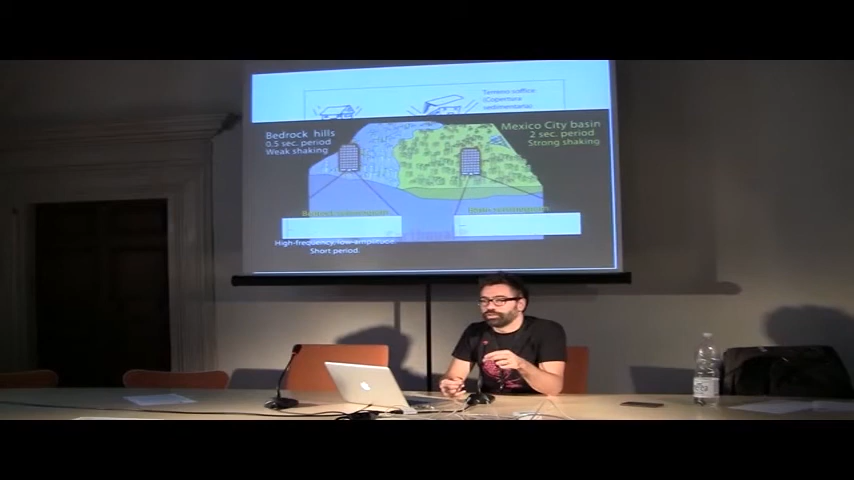 Terreno soffice
(Copertura
sedimentaria)
Bedrock hills
0.5 sec. period
Weak shaking
Mexico City basin
2 sec. period
Strong shaking
High-frequency, low-amplitude
Short period.